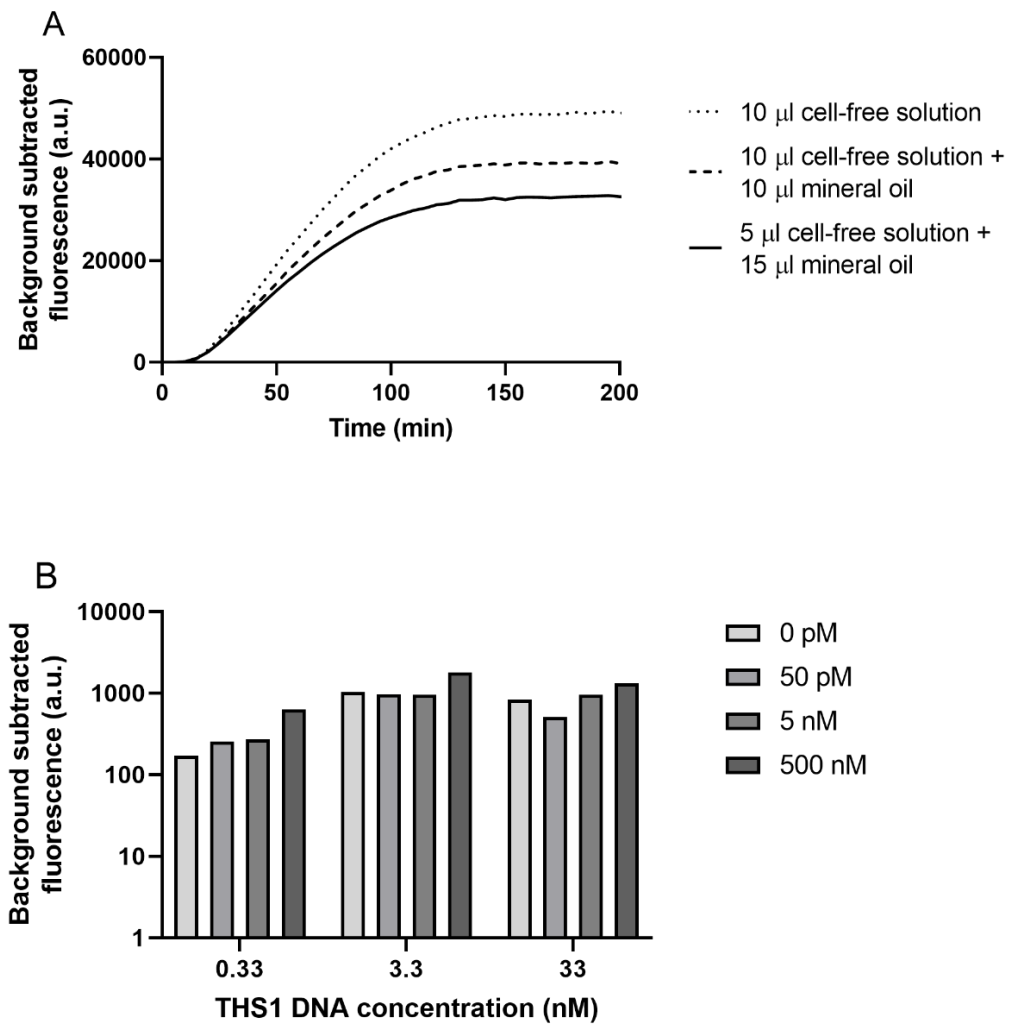 A
Background subtracted
fluorescence (a.u.)
60000
40000
20000
0
0 50 100 150 200
Time (min)
10 μl cell-free solution
10 μl cell-free solution +
10 μl mineral oil
5 μl cell-free solution +
15 μl mineral oil
B
Background subtracted
fluorescence (a.u.)
10000
1000
100
10
1
0.33 3.3 33
THS1 DNA concentration (nM)
0 pM
50 pM
5 nM
500 nM